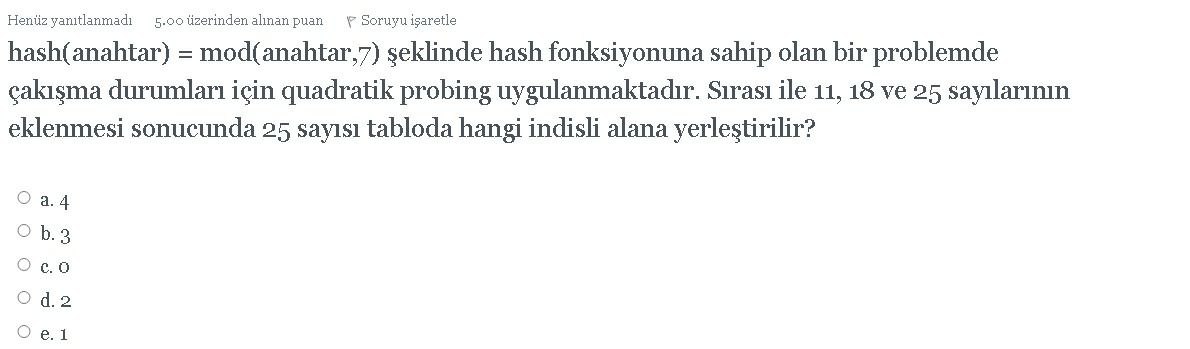 Henüz yanıtlanmadı 5.00 üzerinden alınan puan Soruyu işaretle
hash(anahtar) = mod(anahtar,7) şeklinde hash fonksiyonuna sahip olan bir problemde
çakışma durumları için quadratik probing uygulanmaktadır. Sırası ile 11, 18 ve 25 sayılarının
eklenmesi sonucunda 25 sayısı tabloda hangi indisli alana yerleştirilir?
a. 4
b. 3
c. 0
d. 2
e. 1